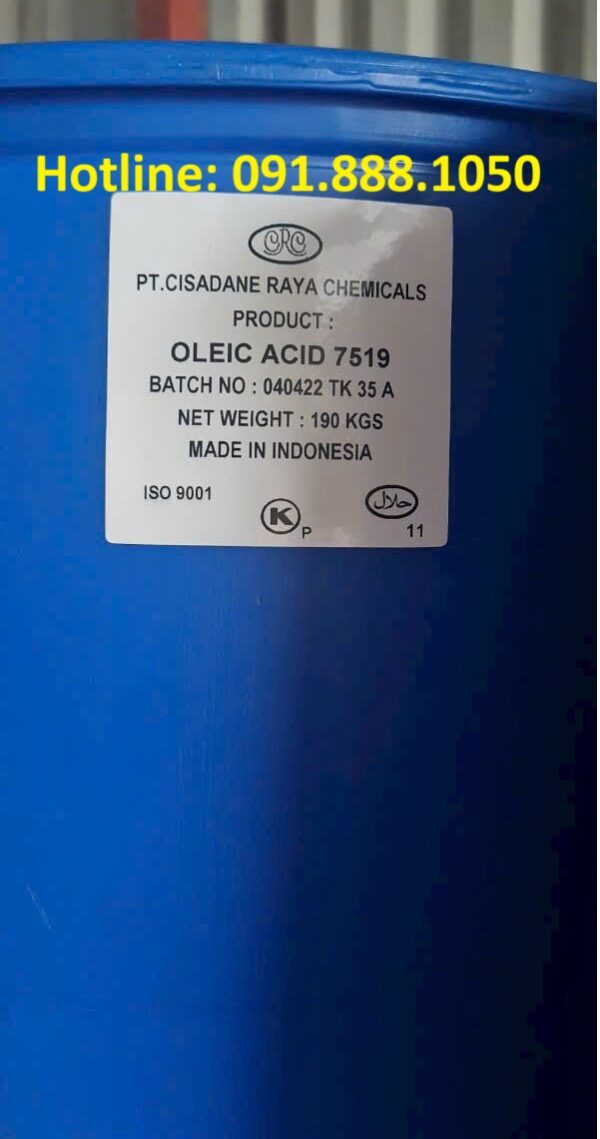 Hotline: 091.888.1050
CRC
PT.CISADANE RAYA CHEMICALS
PRODUCT :
OLEIC ACID 7519
BATCH NO : 040422 TK 35 A
NET WEIGHT : 190 KGS
MADE IN INDONESIA
ISO 9001
K P
حلال
11